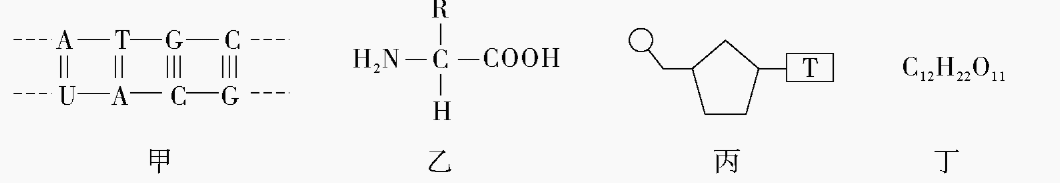 A T G C
U A C G
甲
R
H₂N—C—COOH
H
乙
T
丙
C₁₂H₂₂O₁₁
丁